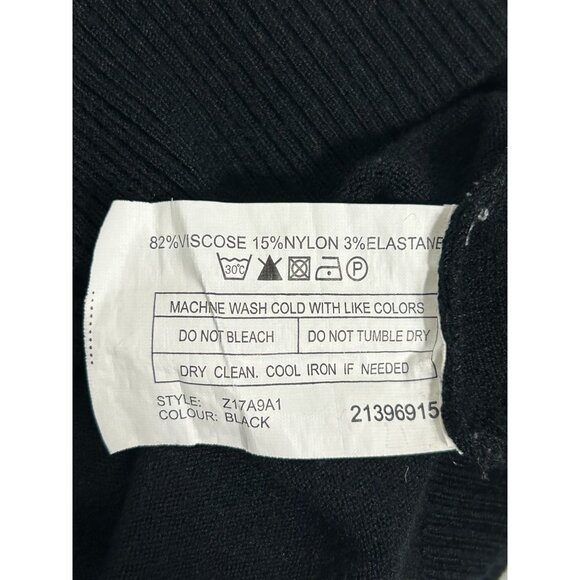 82%VISCOSE 15%NYLON 3%ELASTANE
30°C P
MACHNE WASH COLD WITH LIKE COLORS
DO NOT BLEACH DO NOT TUMBLE DRY
DRY CLEAN. COOL IRON IF NEEDED
STYLE: Z17A9A1
COLOUR: BLACK 21396915